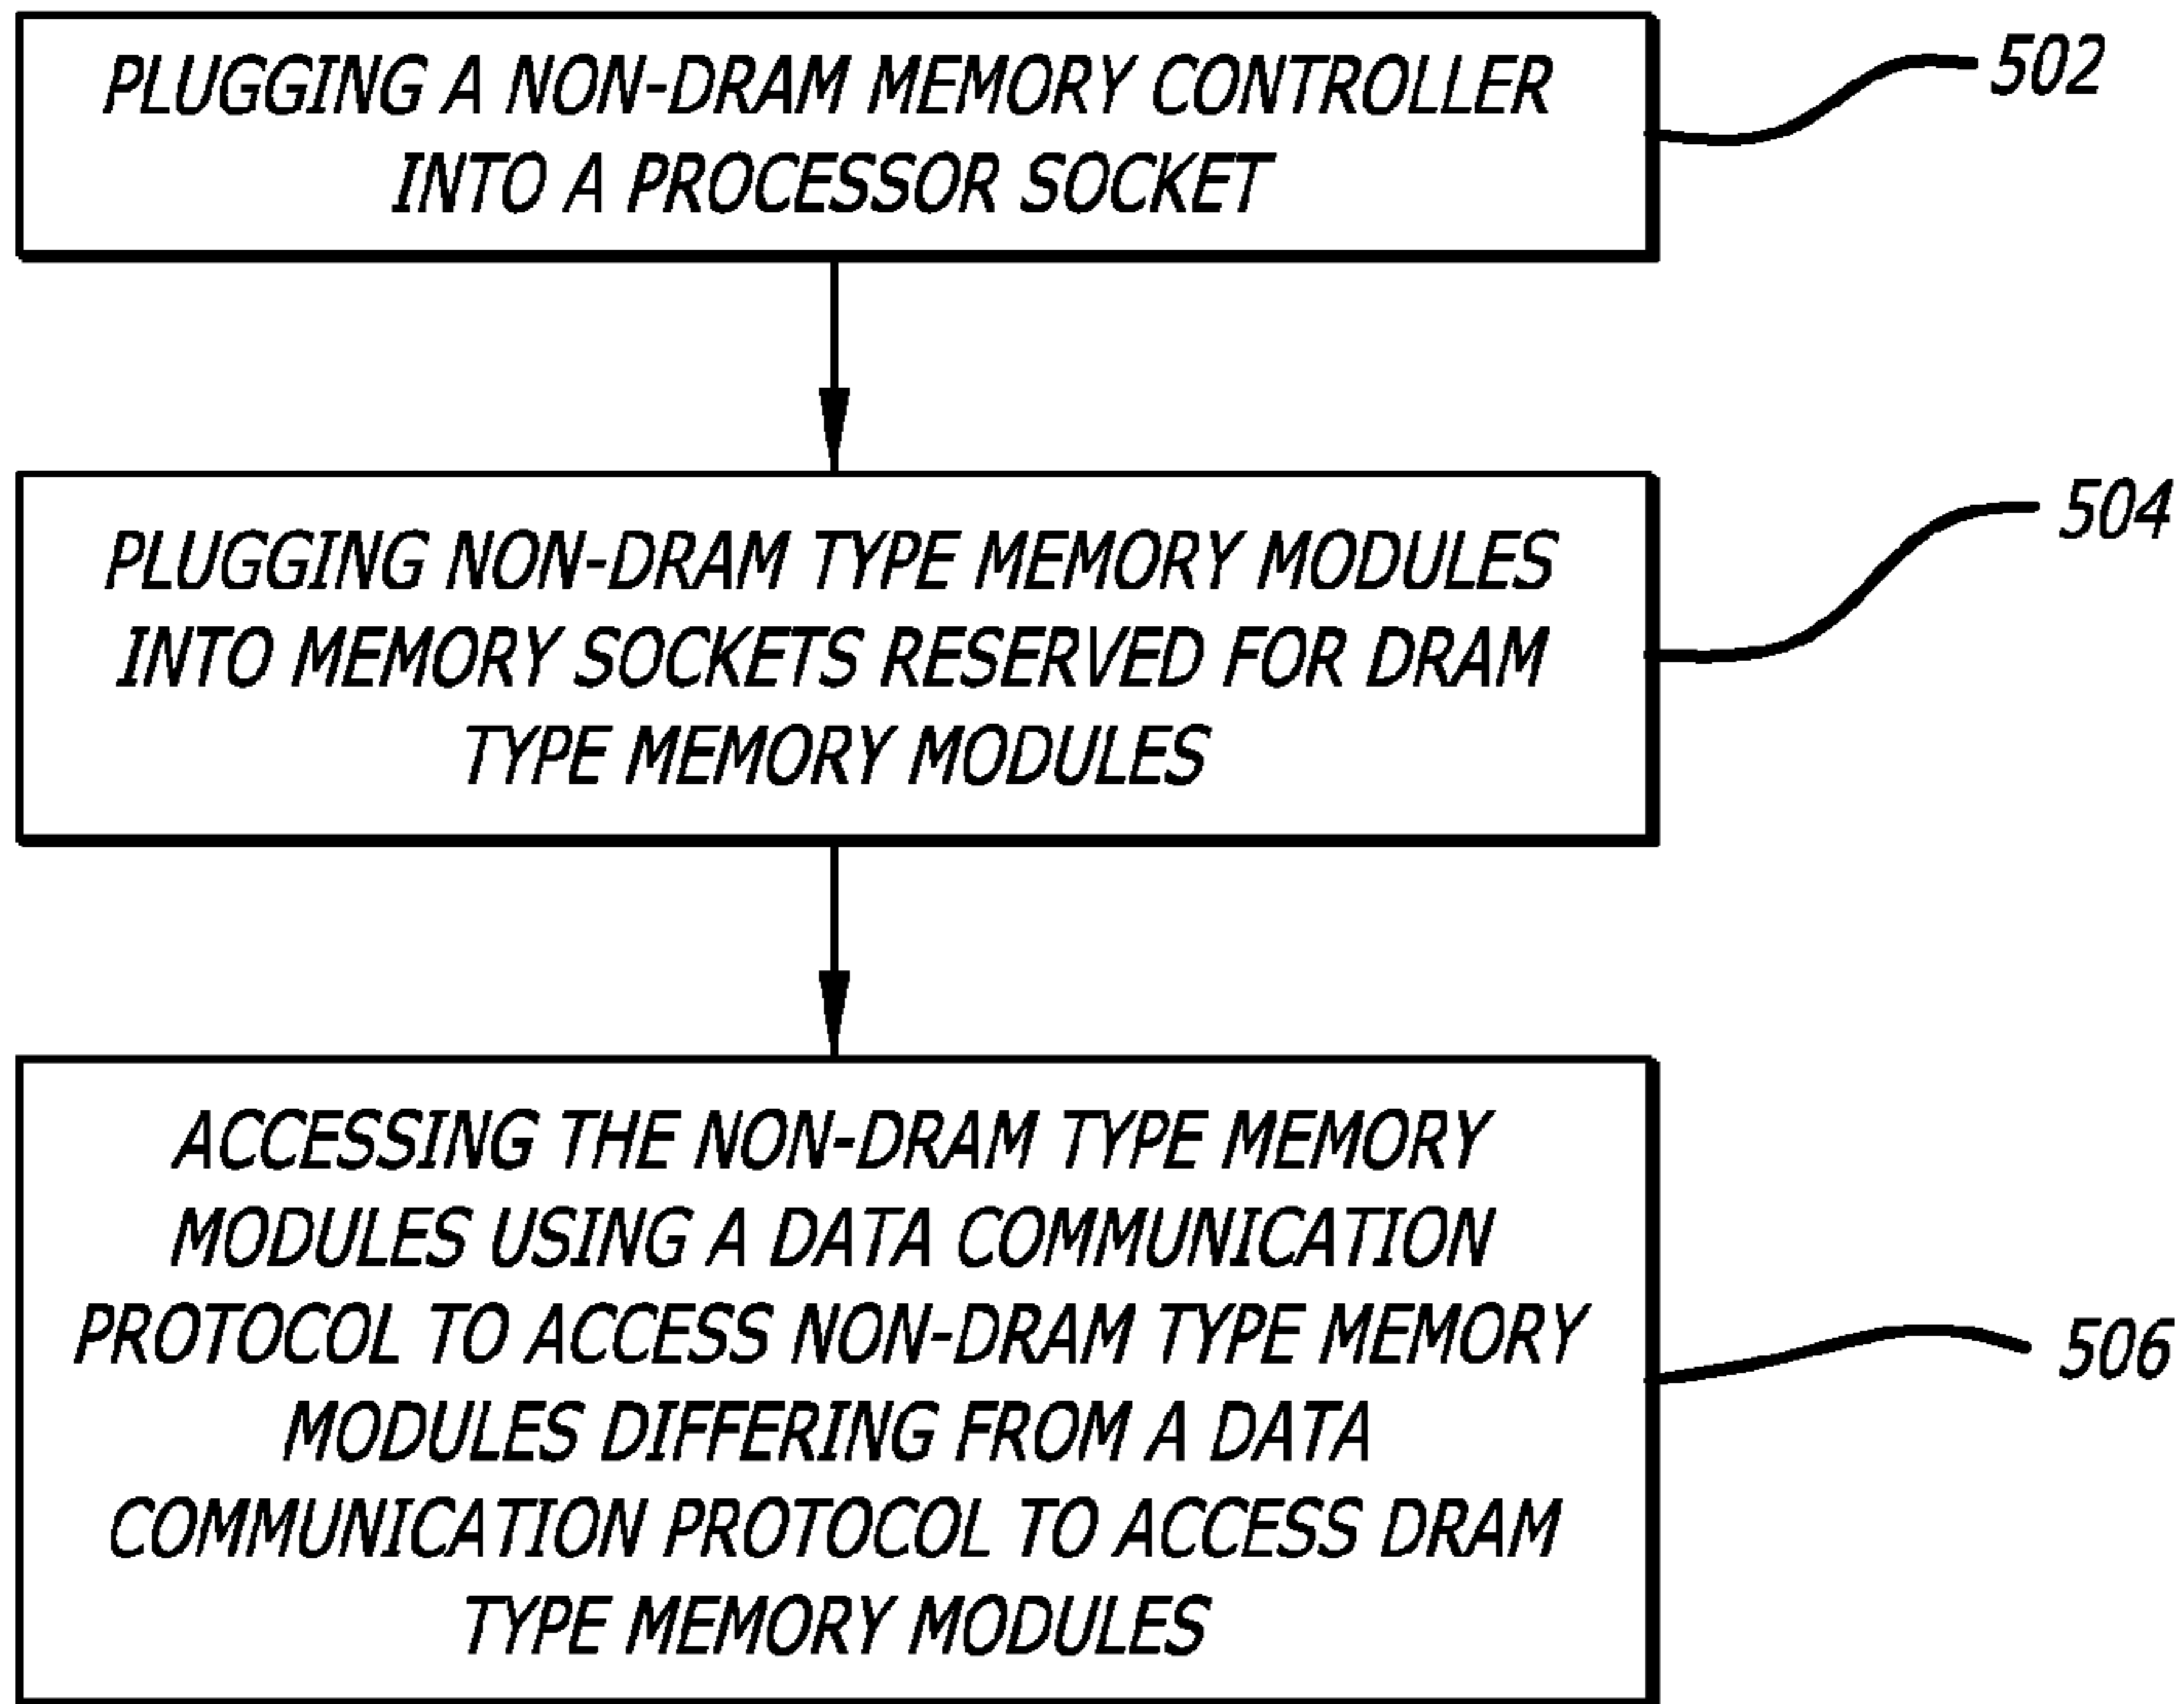 PLUGGING A NON-DRAM MEMORY CONTROLLER
INTO A PROCESSOR SOCKET
502
PLUGGING NON-DRAM TYPE MEMORY MODULES
INTO MEMORY SOCKETS RESERVED FOR DRAM
TYPE MEMORY MODULES
504
ACCESSING THE NON-DRAM TYPE MEMORY
MODULES USING A DATA COMMUNICATION
PROTOCOL TO ACCESS NON-DRAM TYPE MEMORY
MODULES DIFFERING FROM A DATA
COMMUNICATION PROTOCOL TO ACCESS DRAM
TYPE MEMORY MODULES
506